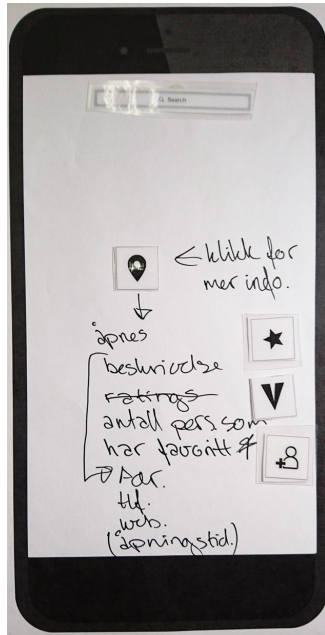 Search
← klikk for
mer info.
åpnes
beskrivelse
ratings
antall pers som
har favoritt
Adr.
tlf.
web.
(åpningstid.)